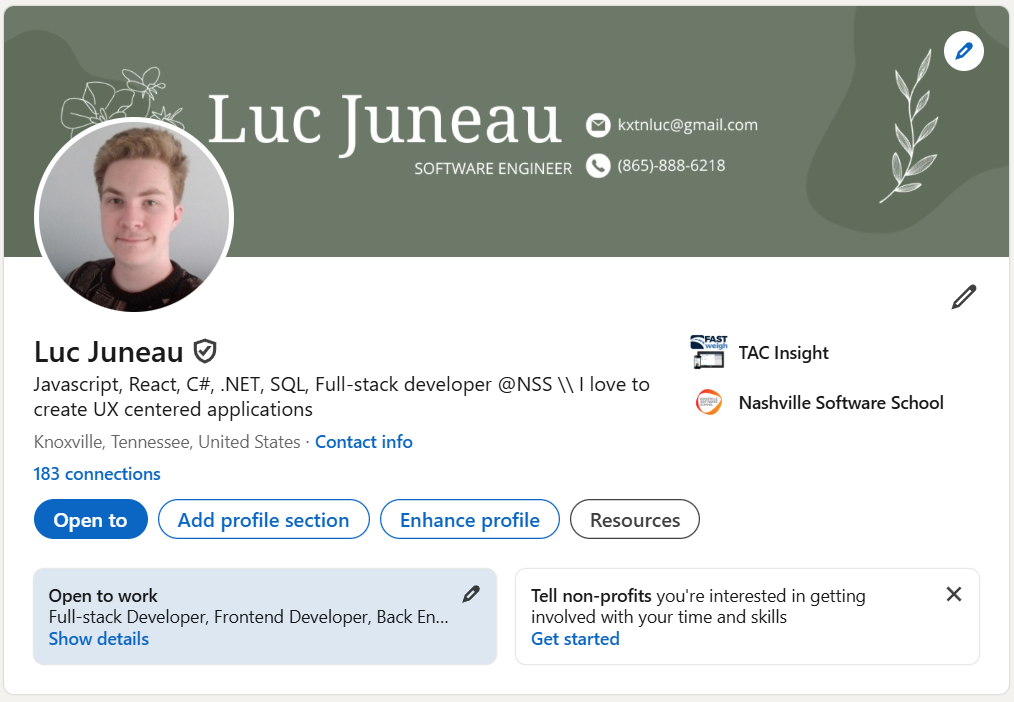 Luc Juneau
kxtnluc@gmail.com
SOFTWARE ENGINEER
(865)-888-6218
Luc Juneau
Javascript, React, C#, .NET, SQL, Full-stack developer @NSS \\ I love to
create UX centered applications
Knoxville, Tennessee, United States · Contact info
183 connections
FAST
weigh
TAC Insight
Nashville Software School
Open to
Add profile section
Enhance profile
Resources
Open to work
Full-stack Developer, Frontend Developer, Back En...
Show details
Tell non-profits you're interested in getting
involved with your time and skills
Get started